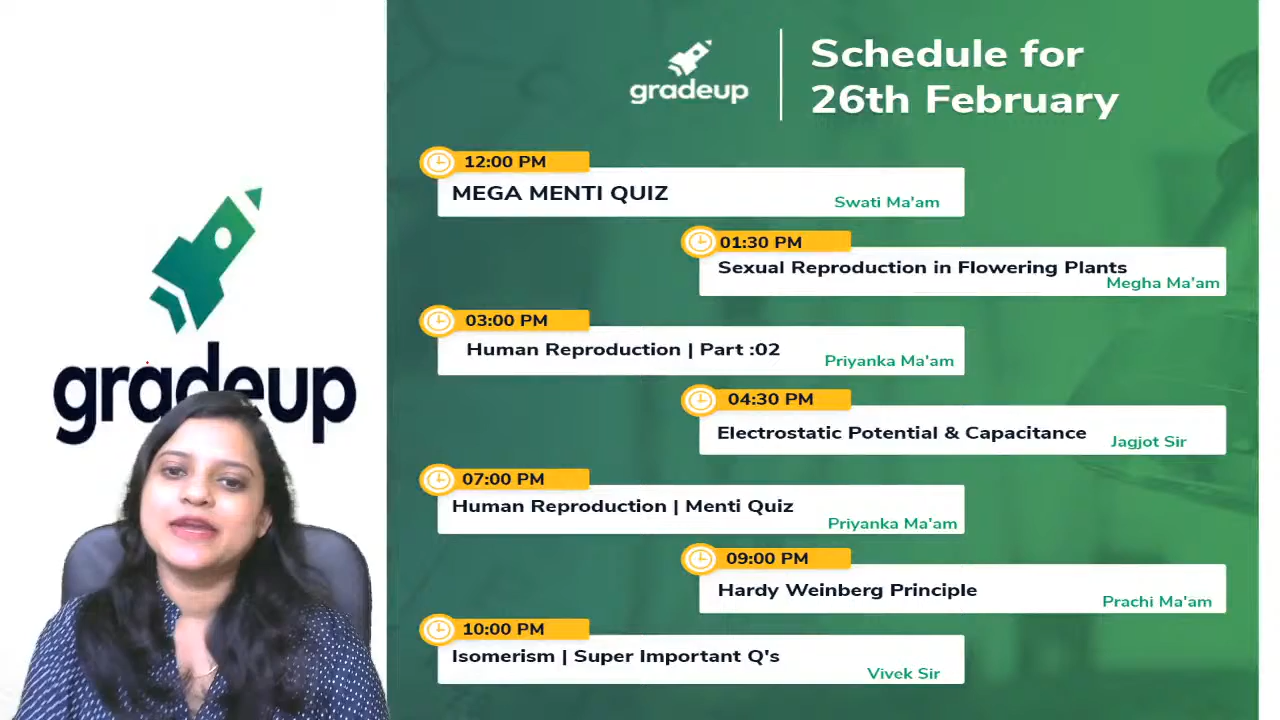 gradeup
gradeup
Schedule for
26th February
12:00 PM
MEGA MENTI QUIZ
Swati Ma'am
01:30 PM
Sexual Reproduction in Flowering Plants
Megha Ma'am
03:00 PM
Human Reproduction | Part :02
Priyanka Ma'am
04:30 PM
Electrostatic Potential & Capacitance
Jagjot Sir
07:00 PM
Human Reproduction | Menti Quiz
Priyanka Ma'am
09:00 PM
Hardy Weinberg Principle
Prachi Ma'am
10:00 PM
Isomerism | Super Important Q's
Vivek Sir